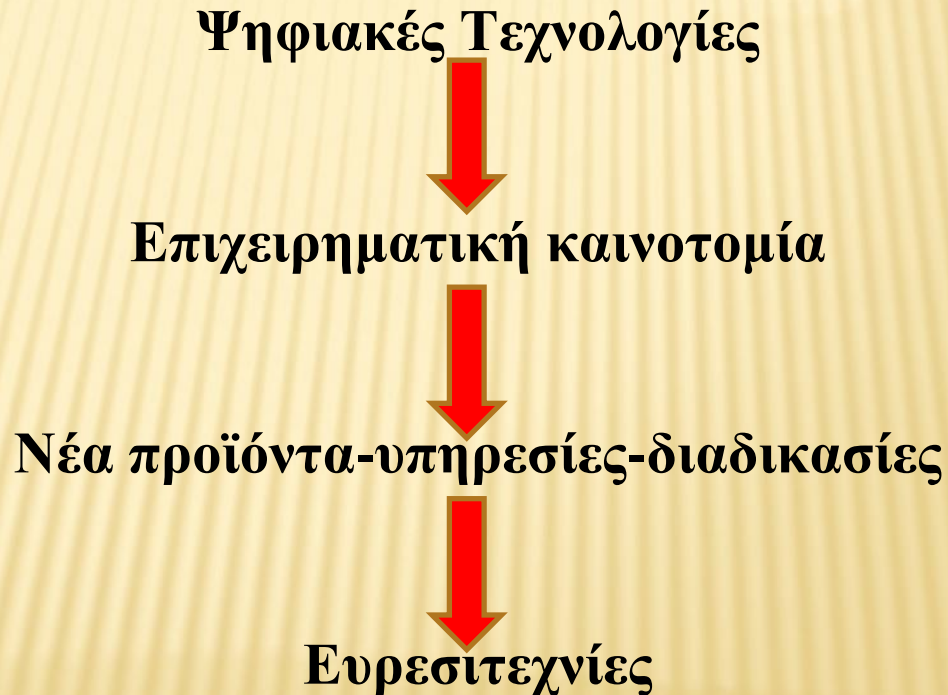 Ψηφιακές Τεχνολογίες
Επιχειρηματική καινοτομία
Νέα προϊόντα-υπηρεσίες-διαδικασίες
Ευρεσιτεχνίες